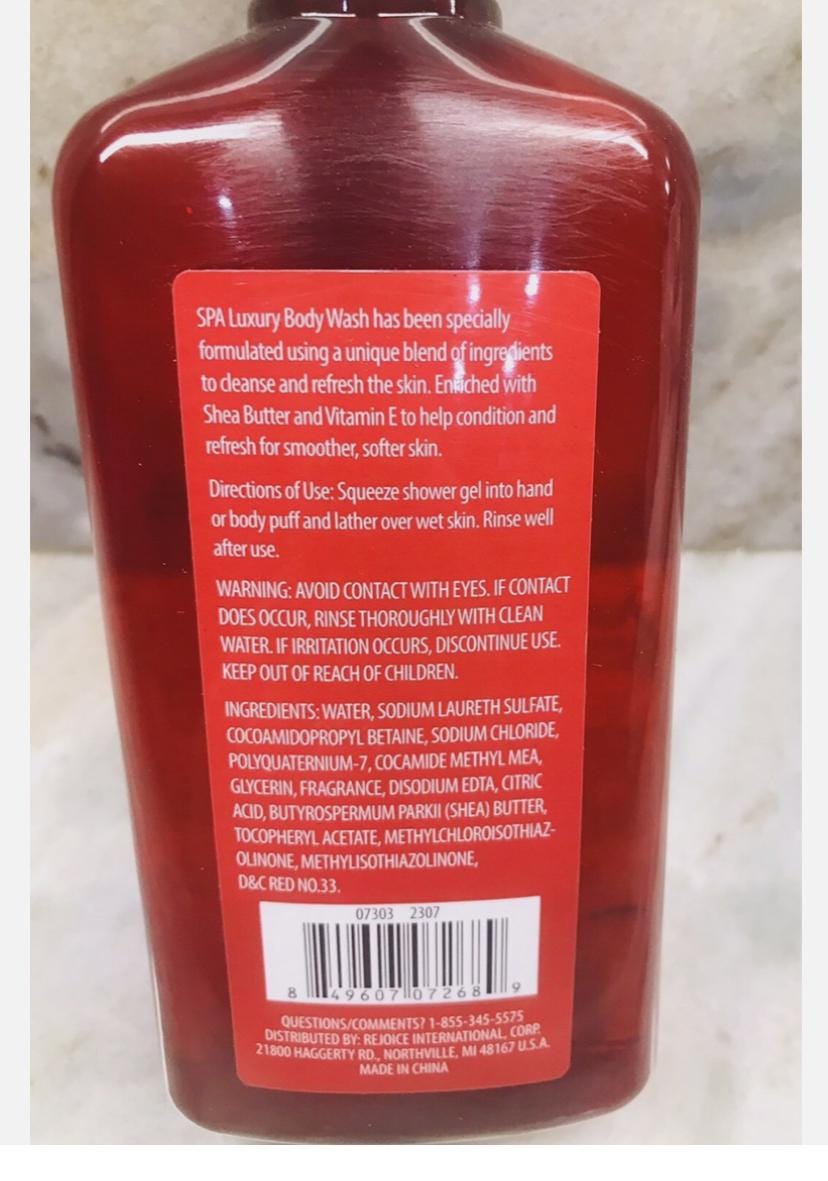 SPA Luxury Body Wash has been specially
formulated using a unique blend of ingredients
to cleanse and refresh the skin. Enriched with
Shea Butter and Vitamin E to help condition and
refresh for smoother, softer skin.
Directions of Use: Squeeze shower gel into hand
or body puff and lather over wet skin. Rinse well
after use.
WARNING: AVOID CONTACT WITH EYES. IF CONTACT
DOES OCCUR, RINSE THOROUGHLY WITH CLEAN
WATER. IF IRRITATION OCCURS, DISCONTINUE USE.
KEEP OUT OF REACH OF CHILDREN.
INGREDIENTS: WATER, SODIUM LAURETH SULFATE,
COCOAMIDOPROPYL BETAINE, SODIUM CHLORIDE,
POLYQUATERNIUM-7, COCAMIDE METHYL MEA,
GLYCERIN, FRAGRANCE, DISODIUM EDTA, CITRIC
ACID, BUTYROSPERMUM PARKII (SHEA) BUTTER,
TOCOPHERYL ACETATE, METHYLCHLOROISOTHIAZ-
OLINONE, METHYLISOTHIAZOLINONE,
D&C RED NO.33.
07303 2307
8 49607 07268 9
QUESTIONS/COMMENTS? 1-855-345-5575
DISTRIBUTED BY: REJOICE INTERNATIONAL, CORP.
21800 HAGGERTY RD., NORTHVILLE, MI 48167 U.S.A.
MADE IN CHINA